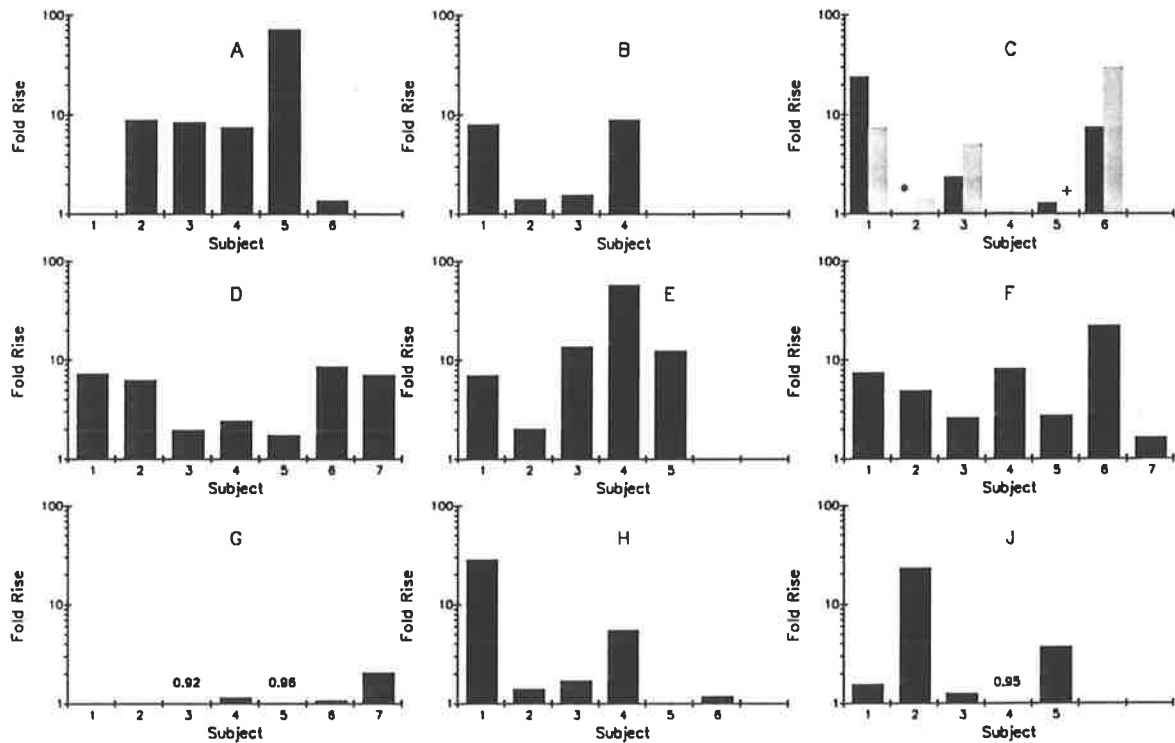 A
Fold Rise
100
10
1
1 2 3 4 5 6
Subject
B
Fold Rise
100
10
1
1 2 3 4
Subject
C
Fold Rise
100
10
1
* +
1 2 3 4 5 6
Subject
D
Fold Rise
100
10
1
1 2 3 4 5 6 7
Subject
E
Fold Rise
100
10
1
1 2 3 4 5
Subject
F
Fold Rise
100
10
1
1 2 3 4 5 6 7
Subject
G
Fold Rise
100
10
1
0.92 0.96
1 2 3 4 5 6 7
Subject
H
Fold Rise
100
10
1
1 2 3 4 5 6
Subject
J
Fold Rise
100
10
1
0.95
1 2 3 4 5
Subject